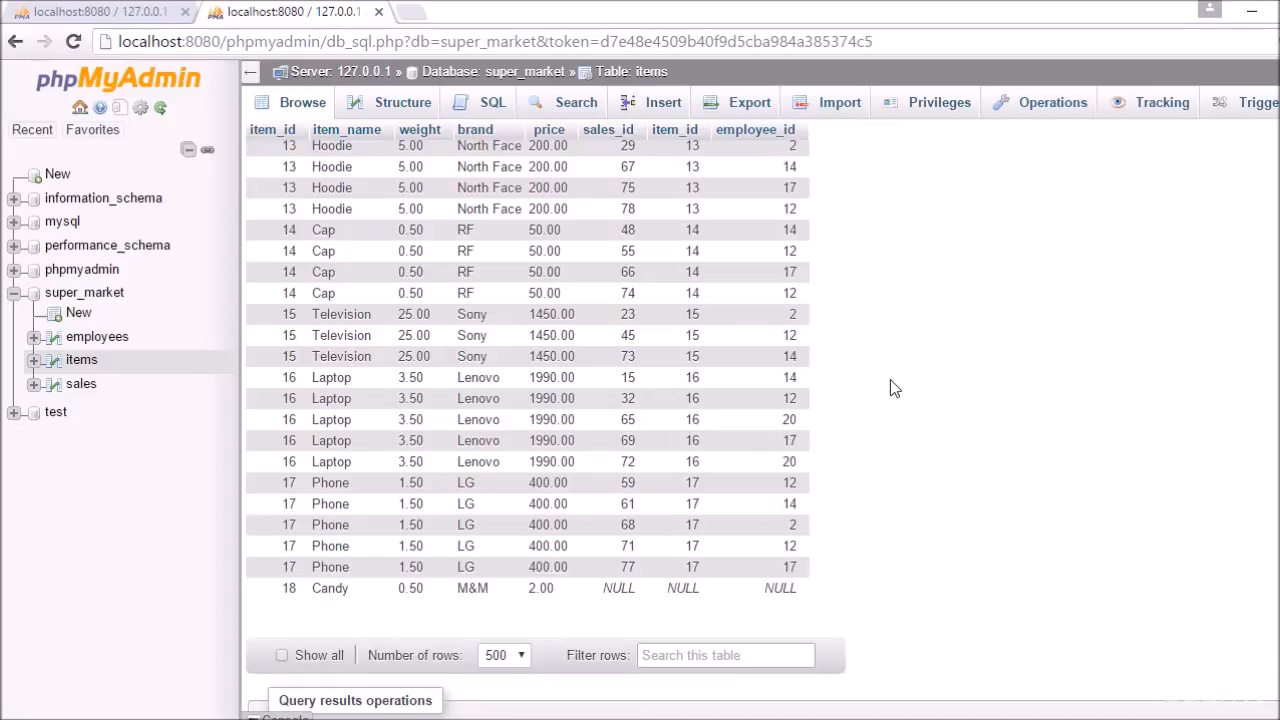 localhost:8080 / 127.0.0.1
localhost:8080 / 127.0.0.1
localhost:8080/phpmyadmin/db_sql.php?db=super_market&token=d7e48e4509b40f9d5cba984a385374c5
phpMyAdmin
Server: 127.0.0.1 » Database: super_market » Table: items
Browse Structure SQL Search Insert Export Import Privileges Operations Tracking Trigge
Recent Favorites
New
information_schema
mysql
performance_schema
phpmyadmin
super_market
New
employees
items
sales
test
item_id item_name weight brand price sales_id item_id employee_id
13 Hoodie 5.00 North Face 200.00 29 13 2
13 Hoodie 5.00 North Face 200.00 67 13 14
13 Hoodie 5.00 North Face 200.00 75 13 17
13 Hoodie 5.00 North Face 200.00 78 13 12
14 Cap 0.50 RF 50.00 48 14 14
14 Cap 0.50 RF 50.00 55 14 12
14 Cap 0.50 RF 50.00 66 14 17
14 Cap 0.50 RF 50.00 74 14 12
15 Television 25.00 Sony 1450.00 23 15 2
15 Television 25.00 Sony 1450.00 45 15 12
15 Television 25.00 Sony 1450.00 73 15 14
16 Laptop 3.50 Lenovo 1990.00 15 16 14
16 Laptop 3.50 Lenovo 1990.00 32 16 12
16 Laptop 3.50 Lenovo 1990.00 65 16 20
16 Laptop 3.50 Lenovo 1990.00 69 16 17
16 Laptop 3.50 Lenovo 1990.00 72 16 20
17 Phone 1.50 LG 400.00 59 17 12
17 Phone 1.50 LG 400.00 61 17 14
17 Phone 1.50 LG 400.00 68 17 2
17 Phone 1.50 LG 400.00 71 17 12
17 Phone 1.50 LG 400.00 77 17 17
18 Candy 0.50 M&M 2.00 NULL NULL NULL
Show all Number of rows: 500 Filter rows: Search this table
Query results operations
Console